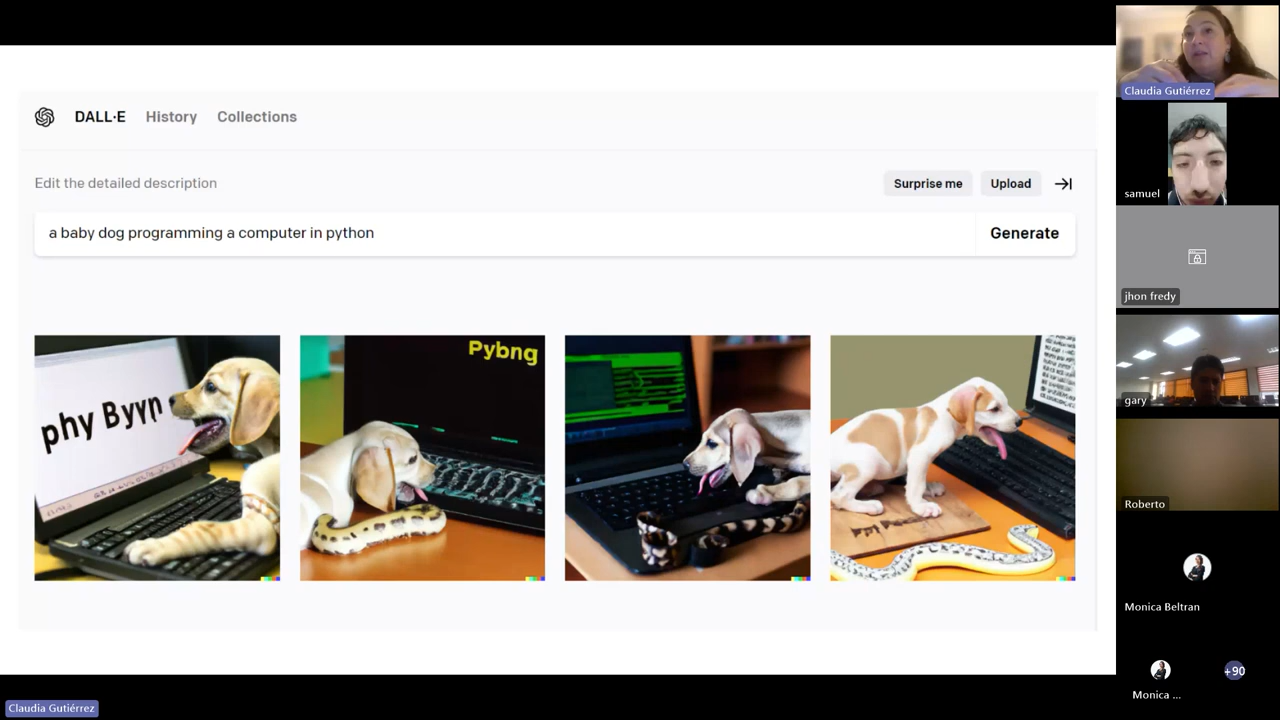 DALL·E History Collections
Edit the detailed description
Surprise me Upload
a baby dog programming a computer in python
Generate
phy Byyn
Pybng
Claudia Gutiérrez
samuel
jhon fredy
gary
Roberto
Monica Beltran
Monica ...
+90
Claudia Gutiérrez